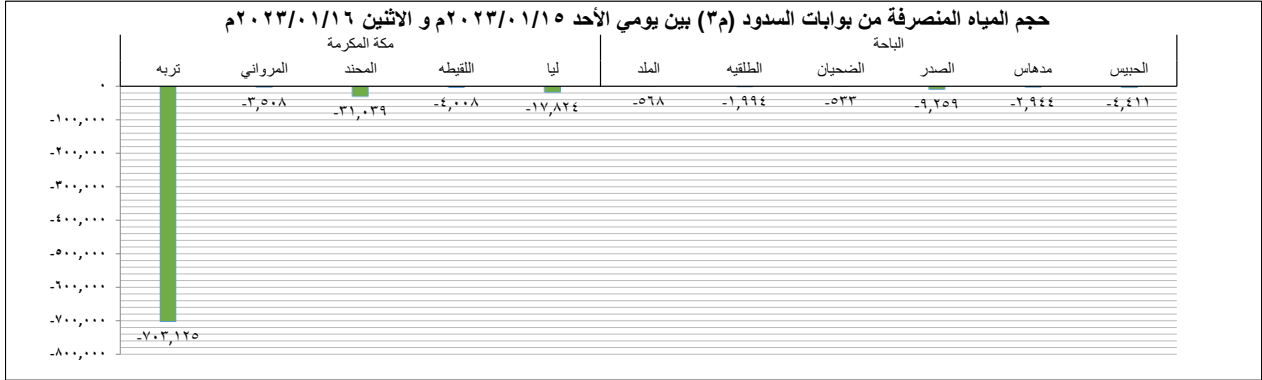 حجم المياه المنصرفة من بوابات السدود (م٣) بين يومي الأحد ٢٠٢٣/٠١/١٥م و الاثنين ٢٠٢٣/٠١/١٦م
الباحة
مكة المكرمة
الحبيس
مدهاس
الصدر
الضحيان
الطلقيه
الملد
ليا
اللقيطه
المحند
المرواني
تربه
-٤,٤١١
-٢,٩٤٤
-٩,٢٥٩
-٥٣٣
-١,٩٩٤
-٥٦٨
-١٧,٨٢٤
-٤,٠٠٨
-٣١,٠٣٩
-٣,٥٠٨
-٧٠٣,١٢٥
٠
-١٠٠,٠٠٠
-٢٠٠,٠٠٠
-٣٠٠,٠٠٠
-٤٠٠,٠٠٠
-٥٠٠,٠٠٠
-٦٠٠,٠٠٠
-٧٠٠,٠٠٠
-٨٠٠,٠٠٠